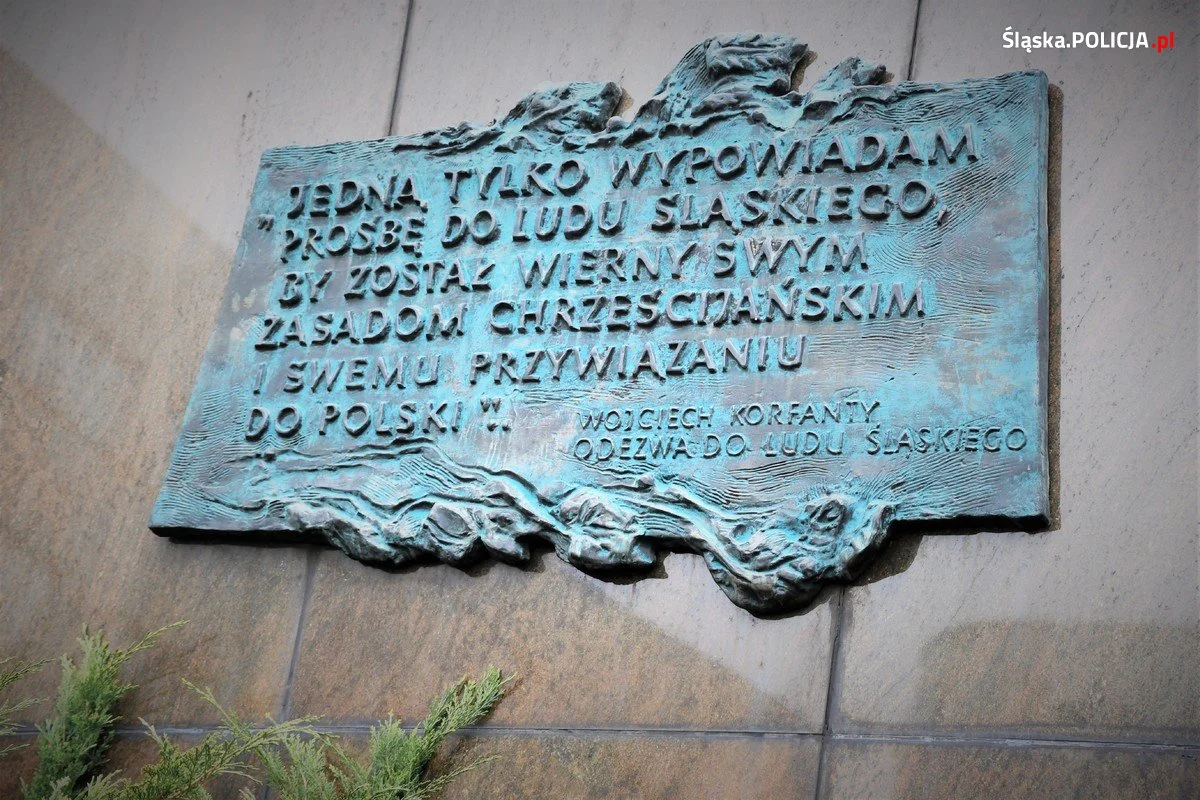 Śląska.POLICJA.pl
"JEDNĄ TYLKO WYPOWIADAM
PROŚBĘ DO LUDU ŚLĄSKIEGO,
BY ZOSTAŁ WIERNY SWYM
ZASADOM CHRZEŚCIJAŃSKIM
I SWEMU PRZYWIĄZANIU
DO POLSKI".
WOJCIECH KORFANTY
ODEZWA DO LUDU ŚLĄSKIEGO